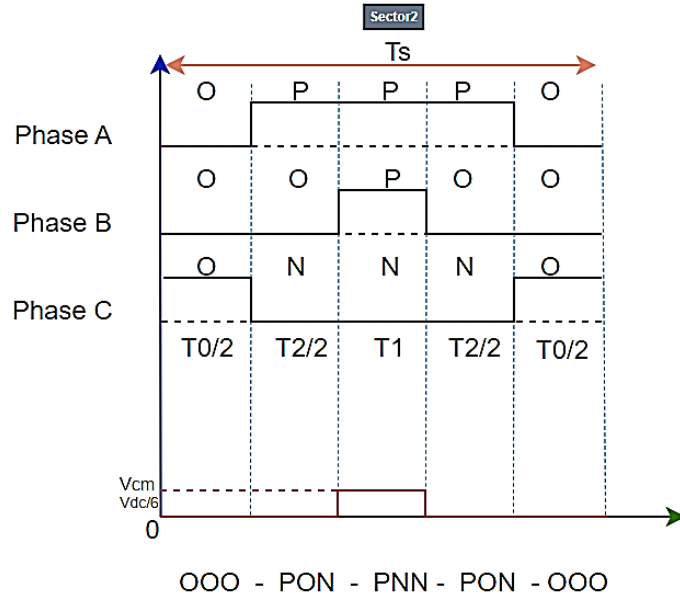 Sector2
Ts
O P P P O
Phase A
O O P O O
Phase B
O N N N O
Phase C
T0/2 T2/2 T1 T2/2 T0/2
Vcm
Vdc/6
0
OOO - PON - PNN - PON - OOO